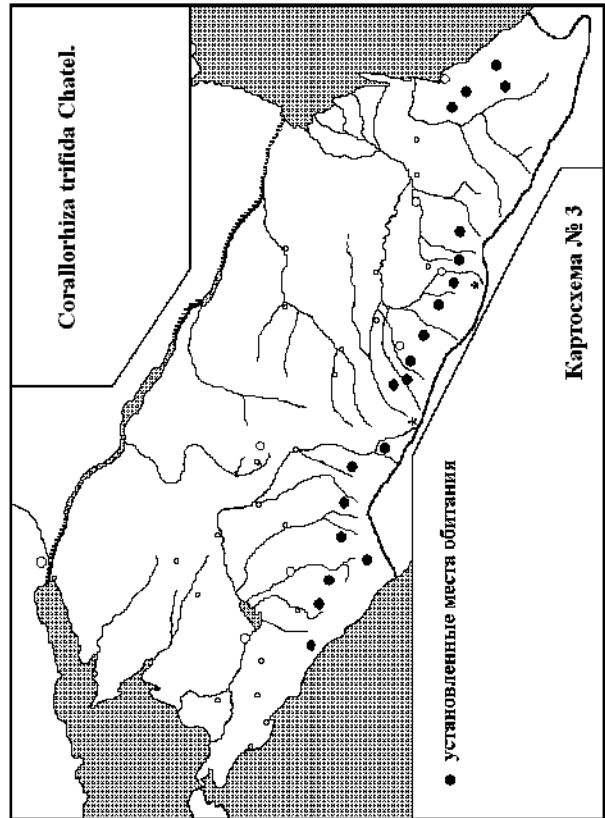 Corallorhiza trifida Chatel.
Картосхема № 3
установленные места обитания